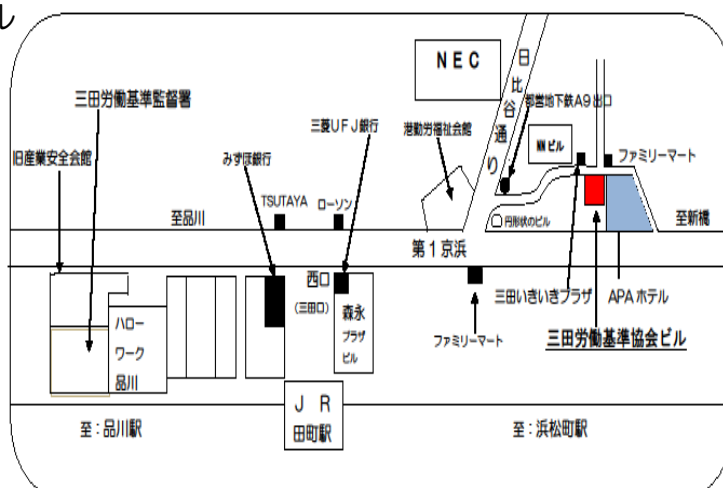 ル
NEC
日比谷通り
三田労働基準監督署
都営地下鉄A9出口
三菱UFJ銀行
港勤労福祉会館
旧産業安全会館
みずほ銀行
NNビル
ファミリーマート
TSUTAYA
ローソン
至品川
円形状のビル
至新橋
第1京浜
西口
(三田口)
三田いきいきプラザ
APAホテル
森永
プラザ
ビル
ハロー
ワーク
品川
ファミリーマート
三田労働基準協会ビル
JR
田町駅
至:品川駅
至:浜松町駅